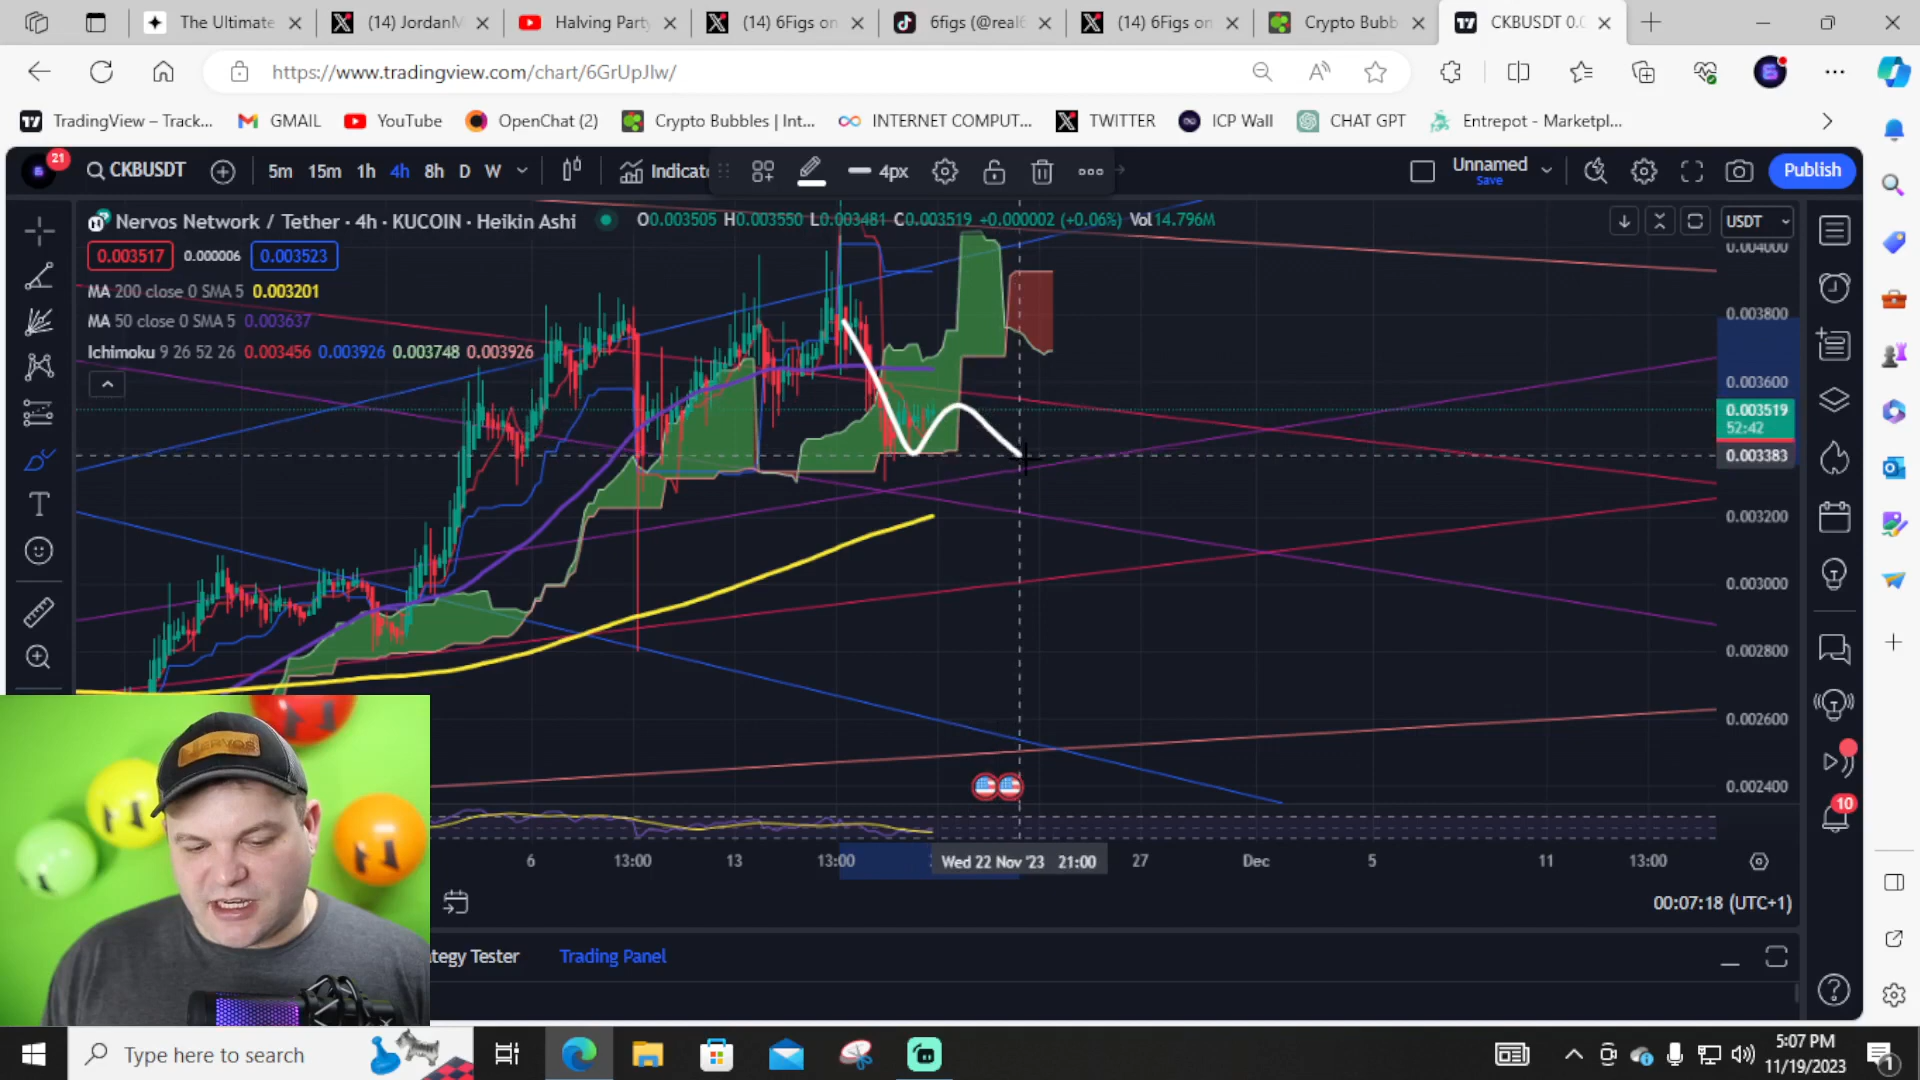 The Ultimate
(14) JordanM
Halving Party
(14) 6Figs on
6figs (@real6
(14) 6Figs on
Crypto Bubb
CKBUSDT 0.0
https://www.tradingview.com/chart/6GrUpJlw/
TradingView – Track...
GMAIL
YouTube
OpenChat (2)
Crypto Bubbles | Int...
INTERNET COMPUT...
TWITTER
ICP Wall
CHAT GPT
Entrepot - Marketpl...
21
CKBUSDT
5m 15m 1h 4h 8h D W
Indicat
4px
Unnamed
Save
Publish
Nervos Network / Tether · 4h · KUCOIN · Heikin Ashi
O0.003505 H0.003550 L0.003481 C0.003519 +0.000002 (+0.06%) Vol14.796M
USDT
0.003517 0.000006 0.003523
MA 200 close 0 SMA 5 0.003201
MA 50 close 0 SMA 5 0.003637
Ichimoku 9 26 52 26 0.003456 0.003926 0.003748 0.003926
0.004000
0.003800
0.003600
0.003519
52:42
0.003383
0.003200
0.003000
0.002800
0.002600
0.002400
NERVOS
6 13:00 13 13:00 Wed 22 Nov '23 21:00 27 Dec 5 11 13:00
10
00:07:18 (UTC+1)
tegy Tester
Trading Panel
Type here to search
5:07 PM
11/19/2023
1